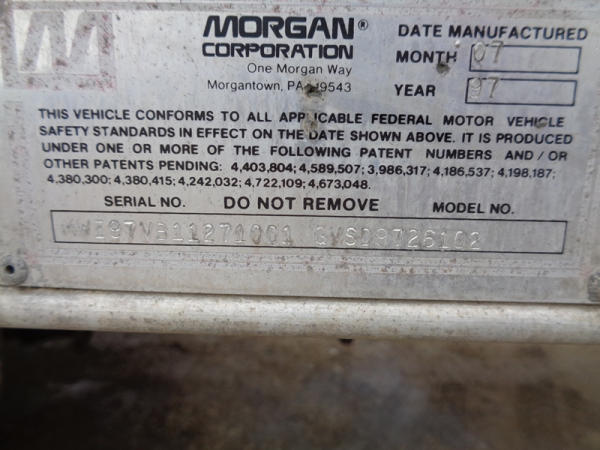 MORGAN®
CORPORATION
One Morgan Way
Morgantown, PA 19543
DATE MANUFACTURED
MONTH 07
YEAR 97
THIS VEHICLE CONFORMS TO ALL APPLICABLE FEDERAL MOTOR VEHICLE
SAFETY STANDARDS IN EFFECT ON THE DATE SHOWN ABOVE. IT IS PRODUCED
UNDER ONE OR MORE OF THE FOLLOWING PATENT NUMBERS AND/OR
OTHER PATENTS PENDING: 4,403,804; 4,589,507; 3,986,317; 4,186,537; 4,198,187;
4,380,300; 4,380,415; 4,242,032; 4,722,109; 4,673,048.
SERIAL NO. DO NOT REMOVE MODEL NO.
GVSD9726102